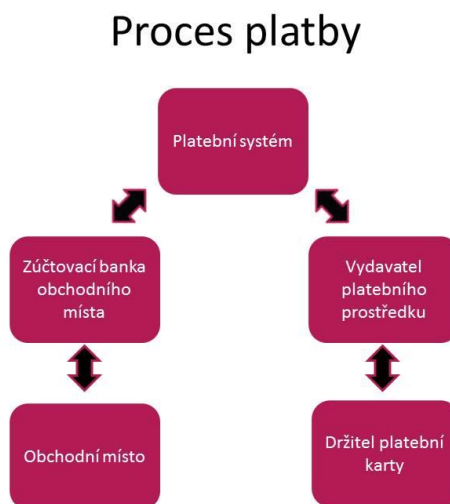 Proces platby
Platební systém
Zúčtovací banka
obchodního
místa
Vydavatel
platebního
prostředku
Obchodní místo
Držitel platební
karty